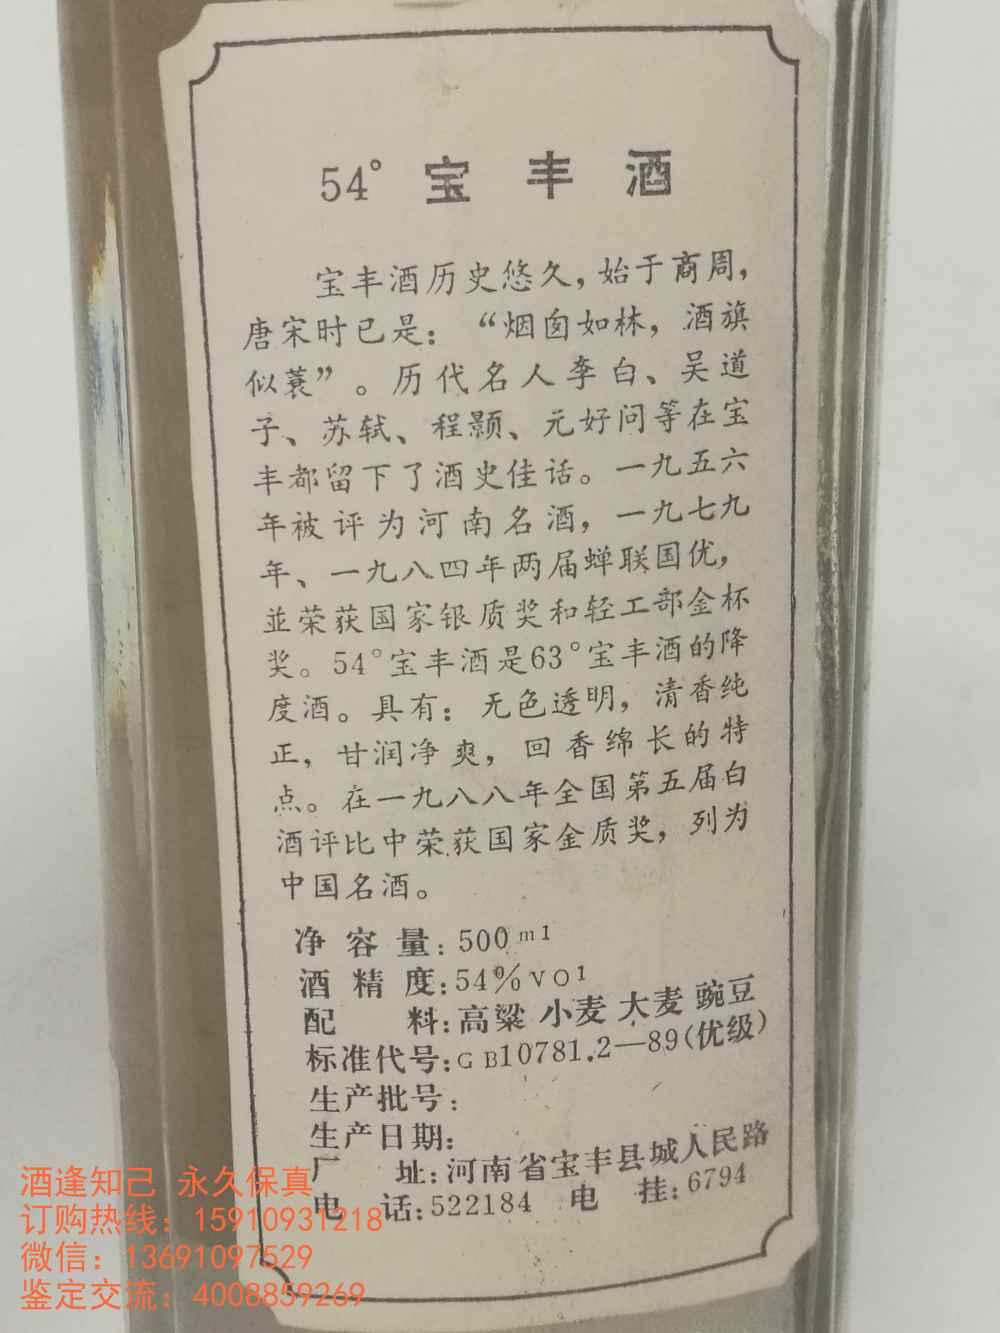 54°宝丰酒
宝丰酒历史悠久，始于商周，
唐宋时已是：“烟囱如林，酒旗
似蓑”。历代名人李白、吴道
子、苏轼、程颢、元好问等在宝
丰都留下了酒史佳话。一九五六
年被评为河南名酒，一九七九
年、一九八四年两届蝉联国优，
並荣获国家银质奖和轻工部金杯
奖。54°宝丰酒是63°宝丰酒的降
度酒。具有：无色透明，清香纯
正，甘润净爽，回香绵长的特
点。在一九八八年全国第五届白
酒评比中荣获国家金质奖，列为
中国名酒。
净容量：500ml
酒精度：54%vol
配料：高粱 小麦 大麦 豌豆
标准代号：GB10781.2—89(优级)
生产批号：
生产日期：
厂址：河南省宝丰县城人民路
电话：522184 电挂：6794
酒逢知己 永久保真
订购热线：15910931218
微信：13691097529
鉴定交流：4008859269